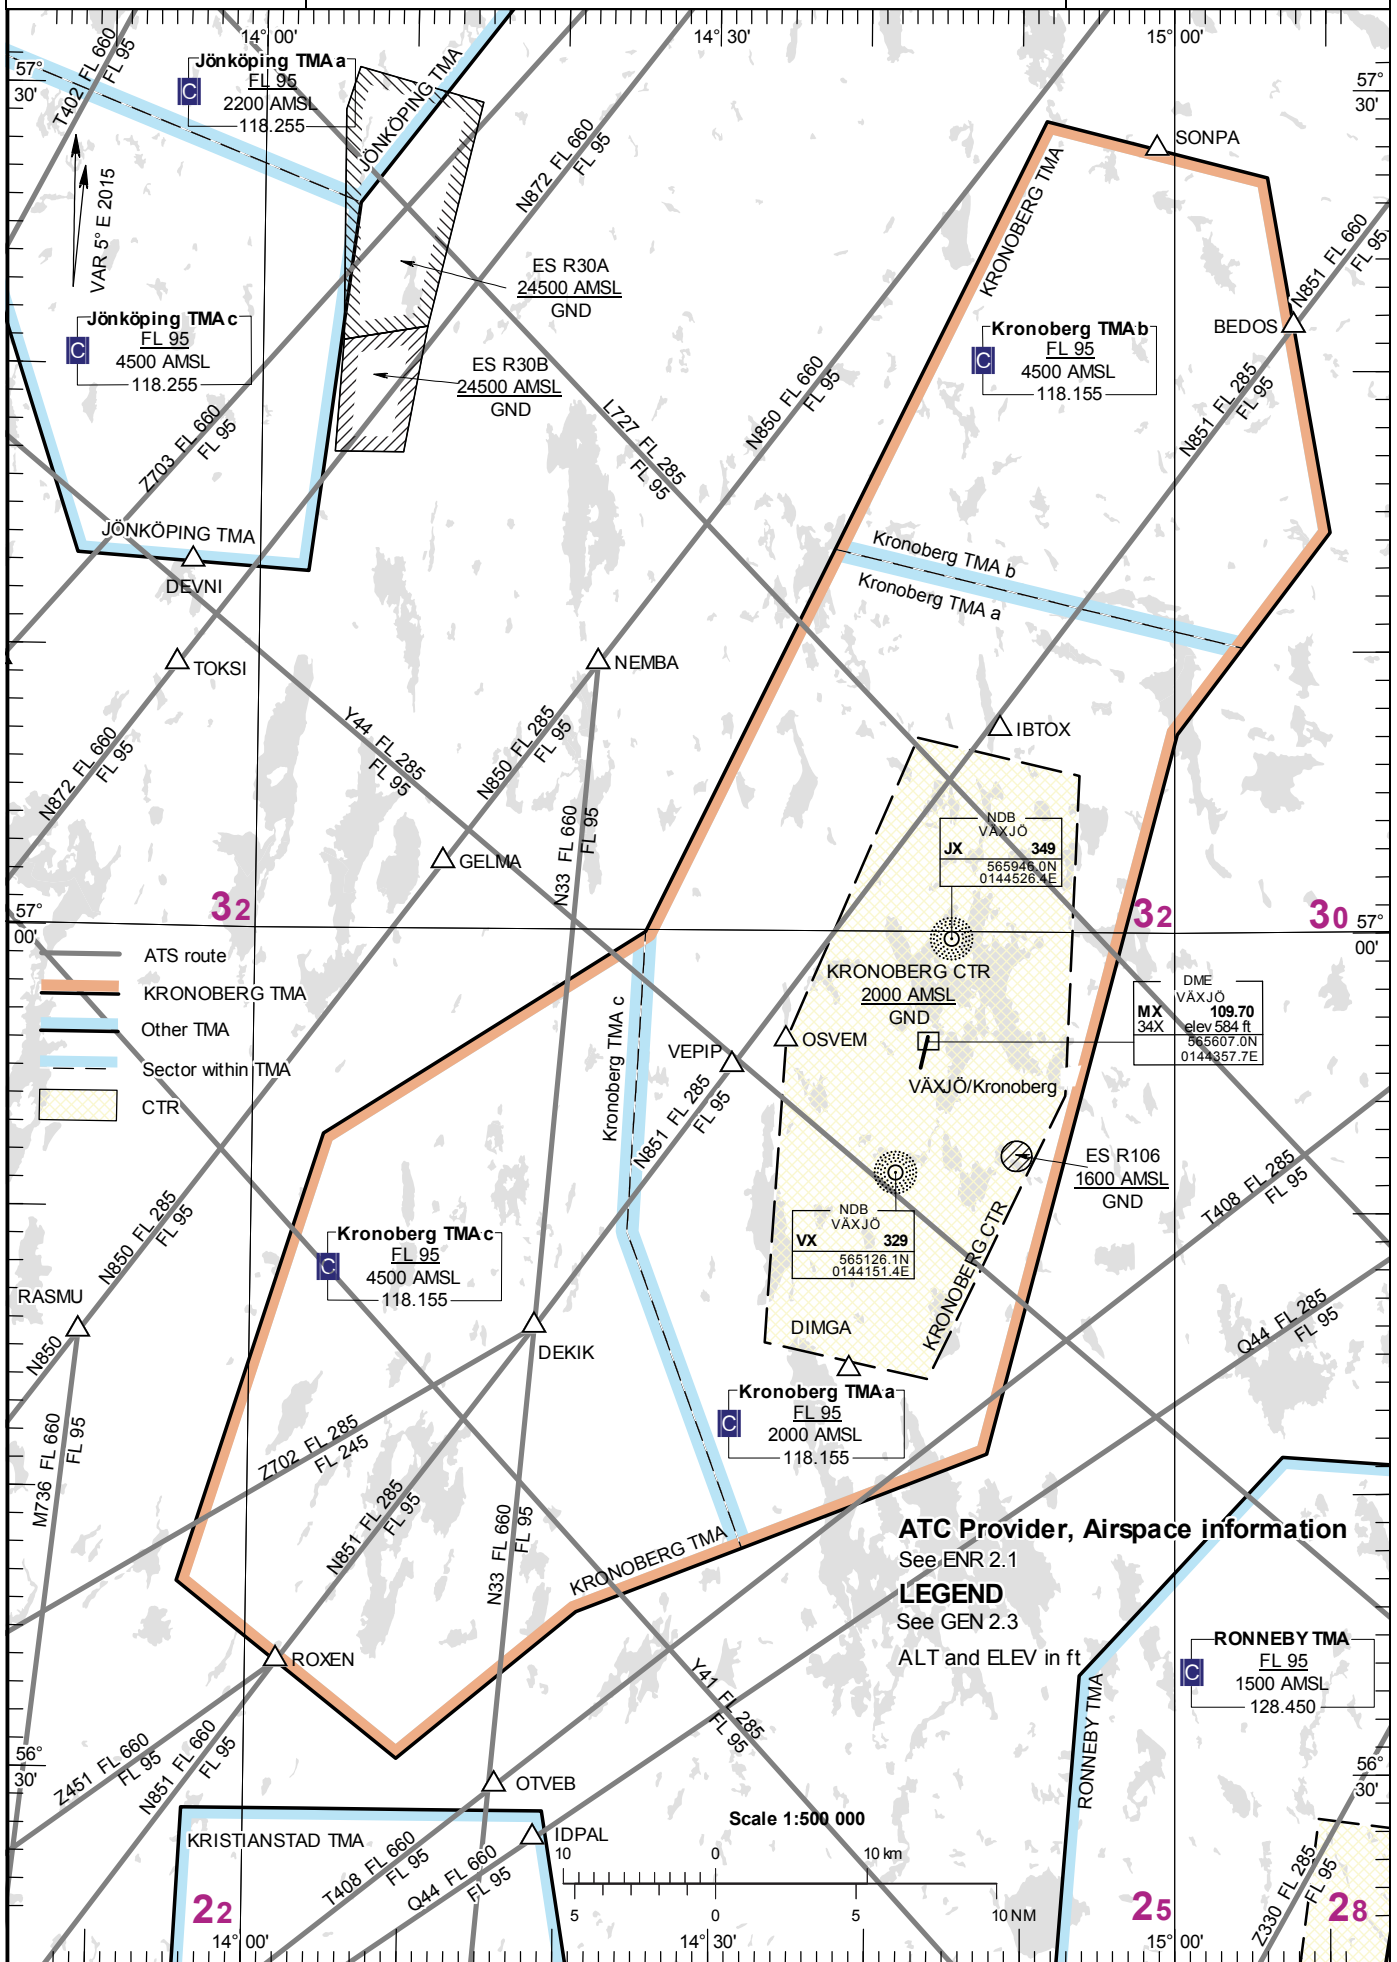 14°00'
14°30'
15°00'
T402 FL 660
FL 95
Jönköping TMA a
C
FL 95
2200 AMSL
118.255
JÖNKÖPING TMA
57°
30'
57°
30'
VAR 5° E 2015
N872 FL 660
FL 95
SONPA
KRONOBERG TMA
ES R30A
24500 AMSL
GND
N851 FL 660
FL 95
BEDOS
Jönköping TMA c
C
FL 95
4500 AMSL
118.255
Kronoberg TMA b
C
FL 95
4500 AMSL
118.155
ES R30B
24500 AMSL
GND
N850 FL 660
FL 95
N851 FL 285
FL 95
Z703 FL 660
FL 95
L727 FL 285
FL 95
JÖNKÖPING TMA
DEVNI
Kronoberg TMA b
Kronoberg TMA a
TOKSI
NEMBA
IBTOX
Y44 FL 285
FL 95
N850 FL 285
FL 95
N872 FL 660
FL 95
NDB
VÄXJÖ
JX 349
565946.0N
0144526.4E
GELMA
N33 FL 660
FL 95
32
32
30
57°
00'
57°
00'
ATS route
KRONOBERG TMA
Other TMA
Sector within TMA
CTR
KRONOBERG CTR
2000 AMSL
GND
DME
VÄXJÖ
MX 109.70
34X elev 584 ft
565607.0N
0144357.7E
Kronoberg TMA c
VEPIP
OSVEM
VÄXJÖ/Kronoberg
N851 FL 285
FL 95
ES R106
1600 AMSL
GND
T408 FL 285
FL 95
N850 FL 285
FL 95
NDB
VÄXJÖ
VX 329
565126.1N
0144151.4E
KRONOBERG CTR
Kronoberg TMA c
C
FL 95
4500 AMSL
118.155
RASMU
N850
DEKIK
DIMGA
Q44 FL 285
FL 95
Kronoberg TMA a
C
FL 95
2000 AMSL
118.155
M736 FL 660
FL 95
Z702 FL 285
FL 245
N851 FL 285
FL 95
N33 FL 660
FL 95
KRONOBERG TMA
ATC Provider, Airspace information
See ENR 2.1
LEGEND
See GEN 2.3
ALT and ELEV in ft
ROXEN
RONNEBY TMA
C
FL 95
1500 AMSL
128.450
Y41 FL 285
FL 95
RONNEBY TMA
56°
30'
56°
30'
Z451 FL 660
FL 95
N851 FL 660
FL 95
OTVEB
IDPAL
KRISTIANSTAD TMA
Scale 1:500 000
10 0 10 km
5 0 5 10 NM
T408 FL 660
FL 95
Q44 FL 660
FL 95
Z330 FL 285
FL 95
22
25
28
14°00'
14°30'
15°00'